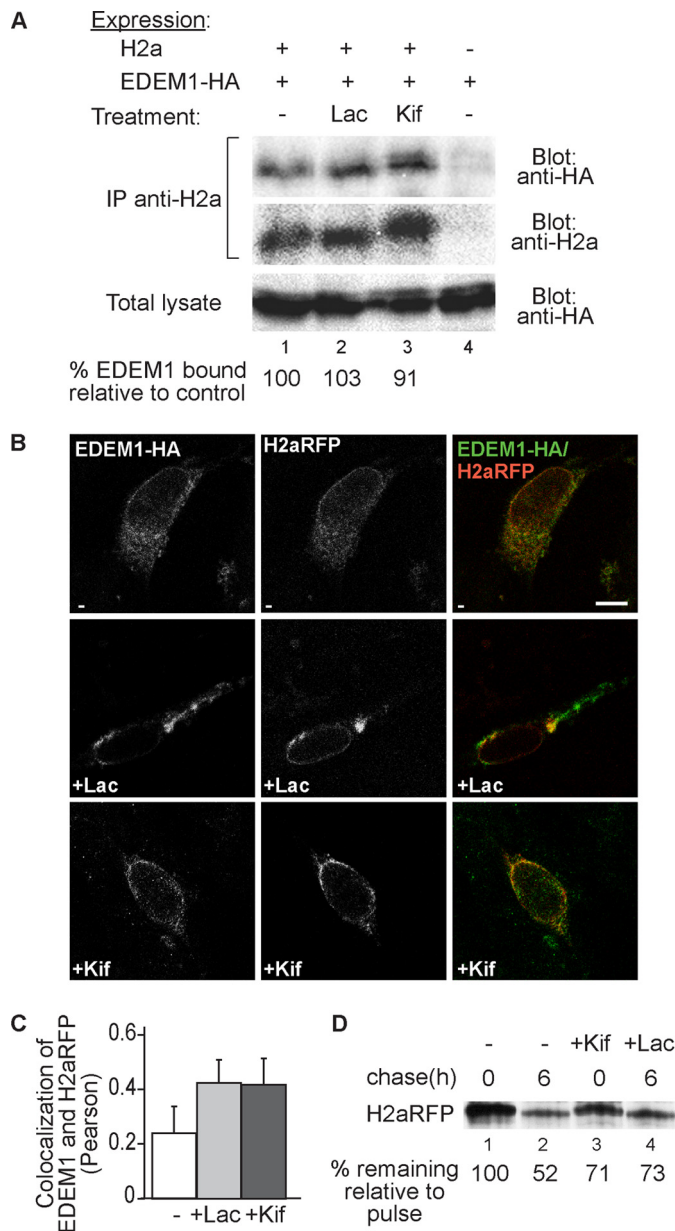 A
Expression:
H2a + + + -
EDEM1-HA + + + +
Treatment: - Lac Kif -
IP anti-H2a
Blot:
anti-HA
Blot:
anti-H2a
Total lysate
Blot:
anti-HA
1 2 3 4
% EDEM1 bound
relative to control
100 103 91
B
EDEM1-HA H2aRFP EDEM1-HA/
H2aRFP
- - -
+Lac +Lac +Lac
+Kif +Kif +Kif
C
Colocalization of
EDEM1 and H2aRFP
(Pearson)
0.6
0.4
0.2
0
- +Lac +Kif
D
- - +Kif +Lac
chase(h) 0 6 0 6
H2aRFP
1 2 3 4
% remaining
relative to
pulse
100 52 71 73